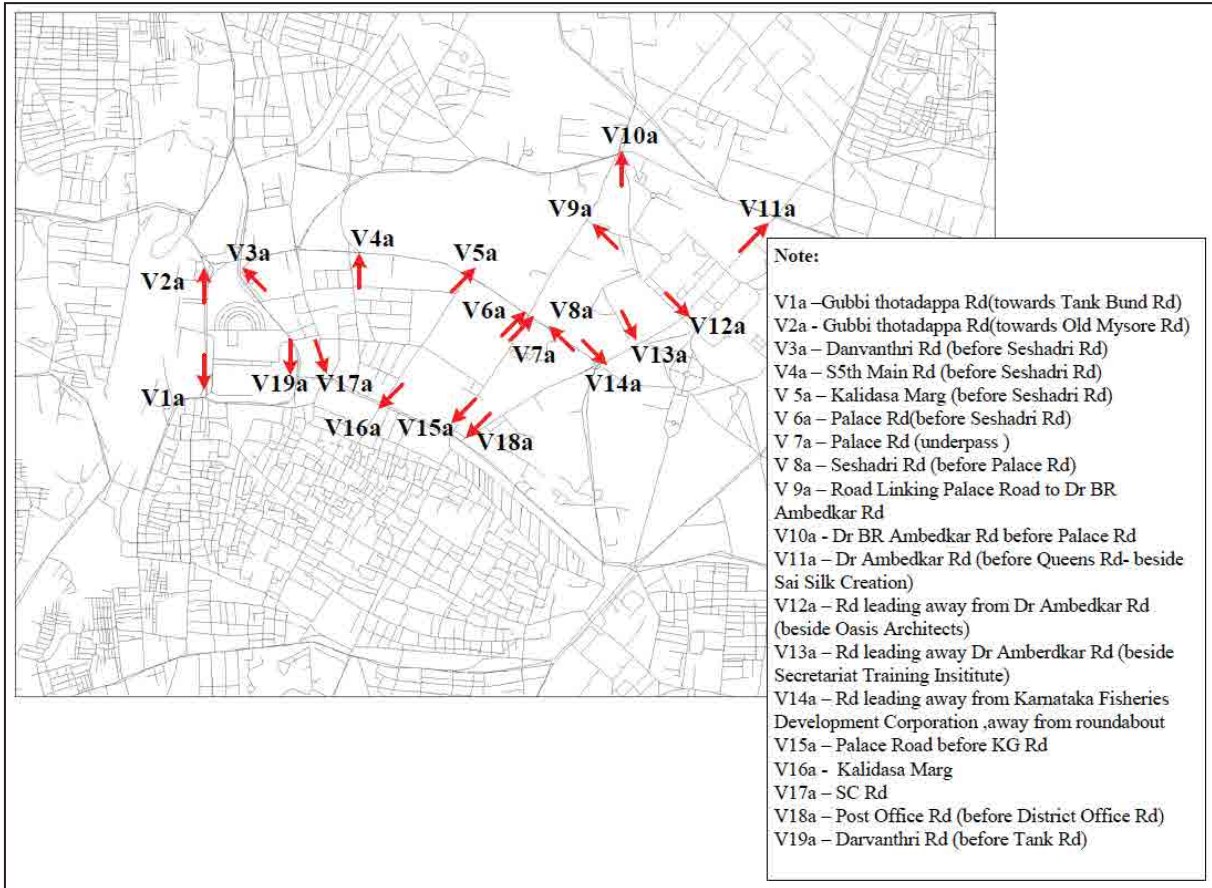 V10a
V9a
V11a
V3a
V4a
V5a
V2a
V6a
V8a
V12a
V7a
V13a
V19a
V17a
V14a
V1a
V16a
V15a
V18a
Note:
V1a –Gubbi thotadappa Rd(towards Tank Bund Rd)
V2a - Gubbi thotadappa Rd(towards Old Mysore Rd)
V3a – Danvanthri Rd (before Seshadri Rd)
V4a – S5th Main Rd (before Seshadri Rd)
V 5a – Kalidasa Marg (before Seshadri Rd)
V 6a – Palace Rd(before Seshadri Rd)
V 7a – Palace Rd (underpass )
V 8a – Seshadri Rd (before Palace Rd)
V 9a – Road Linking Palace Road to Dr BR
Ambedkar Rd
V10a - Dr BR Ambedkar Rd before Palace Rd
V11a – Dr Ambedkar Rd (before Queens Rd- beside
Sai Silk Creation)
V12a – Rd leading away from Dr Ambedkar Rd
(beside Oasis Architects)
V13a – Rd leading away Dr Amberdkar Rd (beside
Secretariat Training Insititute)
V14a – Rd leading away from Karnataka Fisheries
Development Corporation ,away from roundabout
V15a – Palace Road before KG Rd
V16a -  Kalidasa Marg
V17a – SC Rd
V18a – Post Office Rd (before District Office Rd)
V19a – Darvanthri Rd (before Tank Rd)